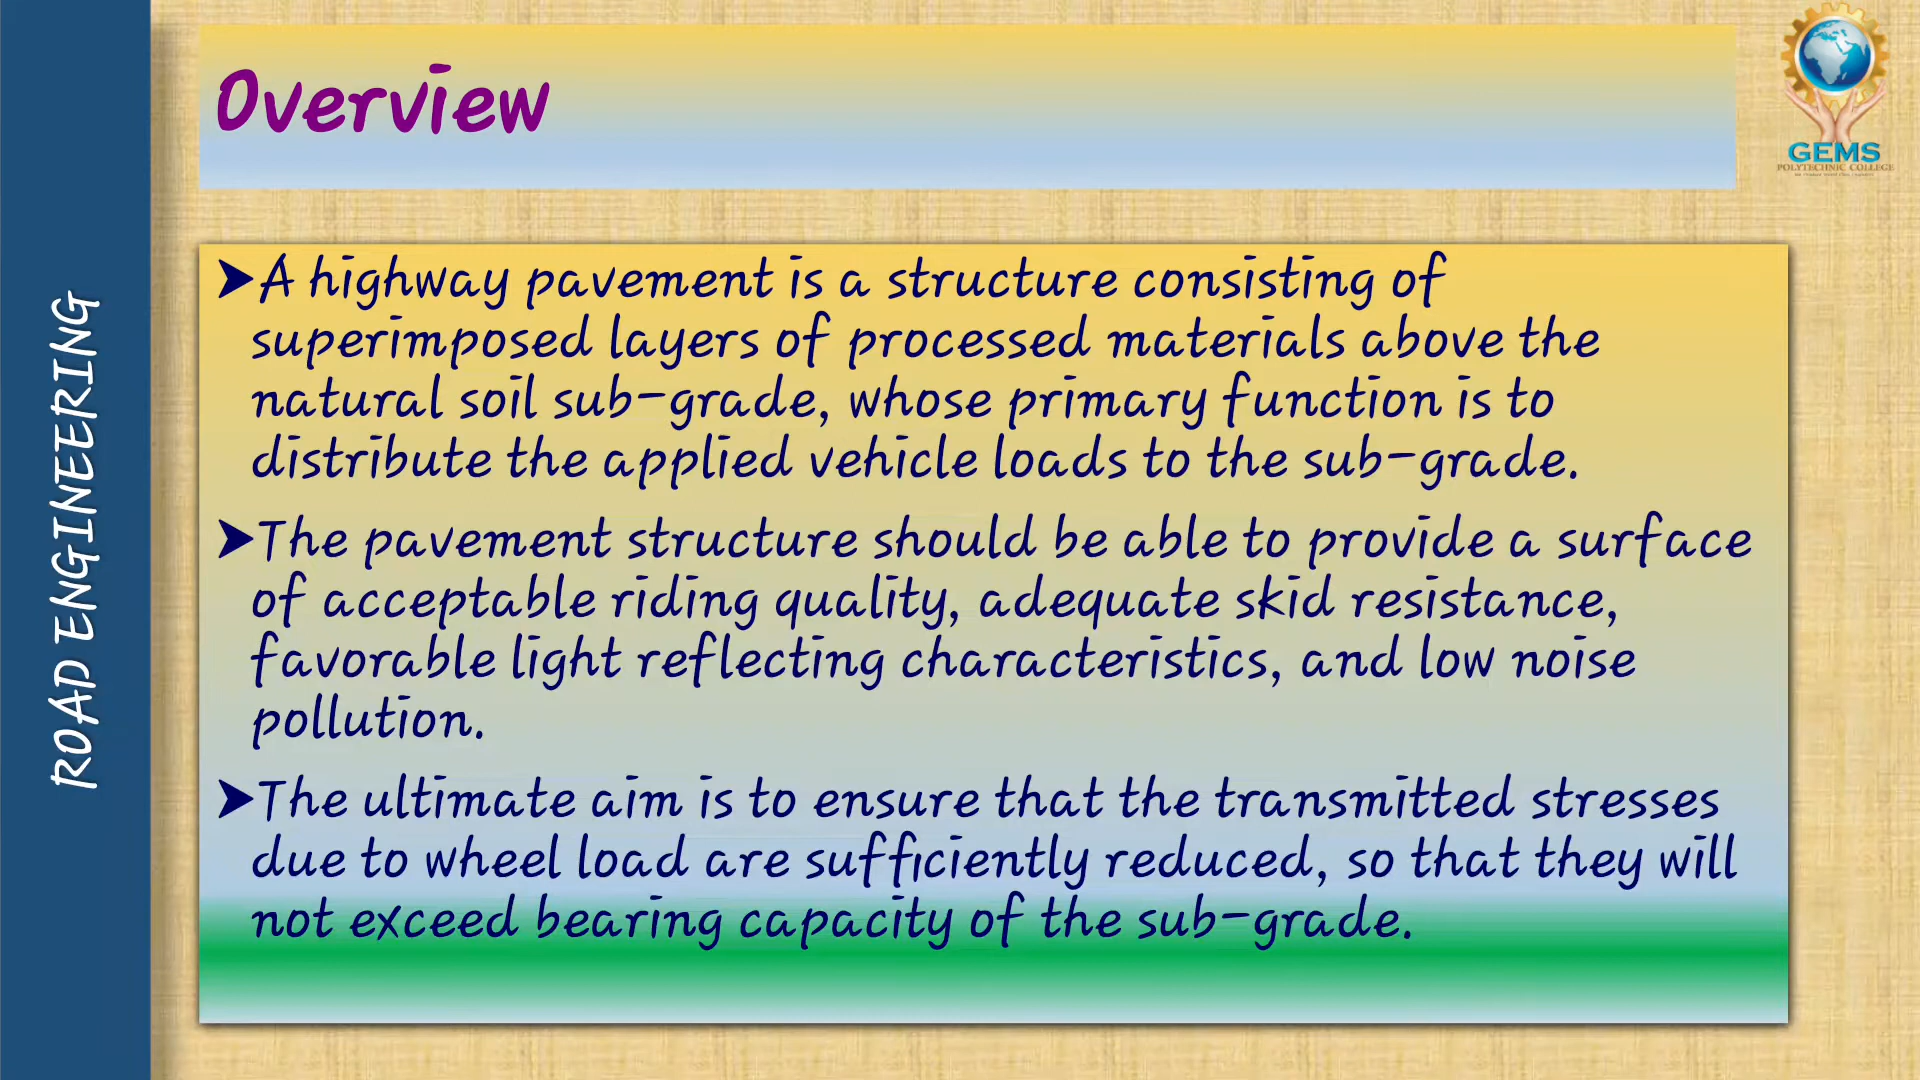 Overview
GEMS
POLYTECHNIC COLLEGE
ROAD ENGINEERING
➤A highway pavement is a structure consisting of
superimposed layers of processed materials above the
natural soil sub-grade, whose primary function is to
distribute the applied vehicle loads to the sub-grade.
➤The pavement structure should be able to provide a surface
of acceptable riding quality, adequate skid resistance,
favorable light reflecting characteristics, and low noise
pollution.
➤The ultimate aim is to ensure that the transmitted stresses
due to wheel load are sufficiently reduced, so that they will
not exceed bearing capacity of the sub-grade.